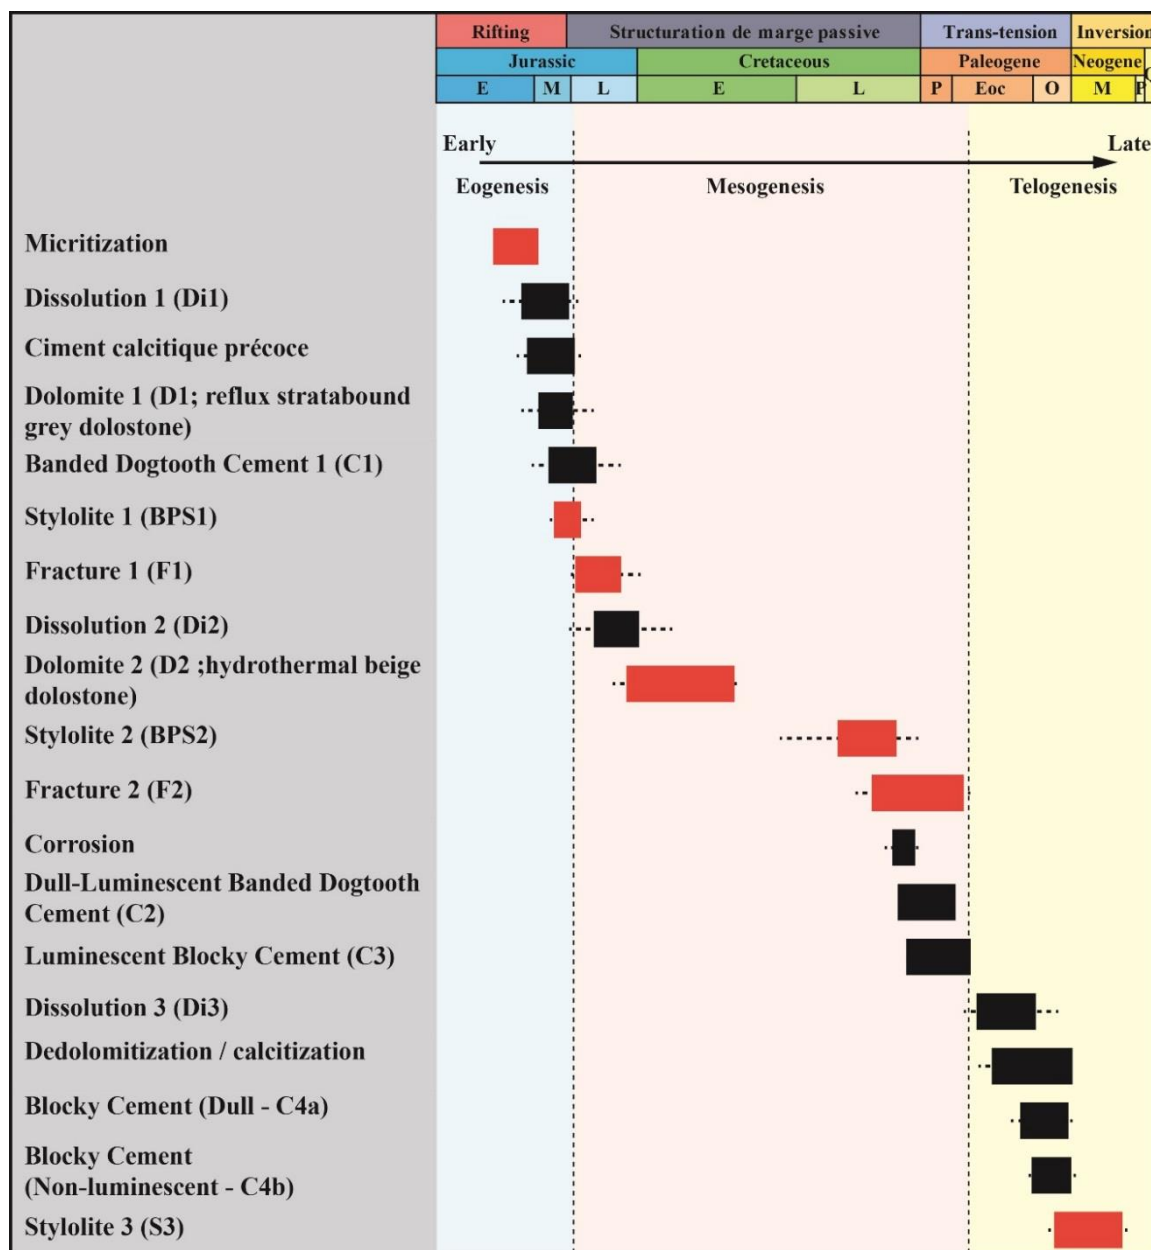 Rifting Structuration de marge passive Trans-tension Inversion
Jurassic Cretaceous Paleogene Neogene Q
E M L E L P Eoc O M P
Early Late
Eogenesis Mesogenesis Telogenesis
Micritization
Dissolution 1 (Di1)
Ciment calcitique précoce
Dolomite 1 (D1; reflux stratabound
grey dolostone)
Banded Dogtooth Cement 1 (C1)
Stylolite 1 (BPS1)
Fracture 1 (F1)
Dissolution 2 (Di2)
Dolomite 2 (D2 ;hydrothermal beige
dolostone)
Stylolite 2 (BPS2)
Fracture 2 (F2)
Corrosion
Dull-Luminescent Banded Dogtooth
Cement (C2)
Luminescent Blocky Cement (C3)
Dissolution 3 (Di3)
Dedolomitization / calcitization
Blocky Cement (Dull - C4a)
Blocky Cement
(Non-luminescent - C4b)
Stylolite 3 (S3)